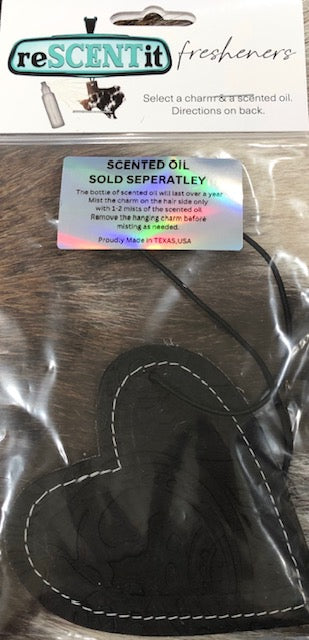 reSCENTit fresheners
Select a charm & a scented oil.
Directions on back.
SCENTED OIL
SOLD SEPERATLEY
The bottle of scented oil will last over a year
Mist the charm on the hair side only
with 1-2 mists of the scented oil.
Remove the hanging charm before
misting as needed.
Proudly Made in TEXAS,USA